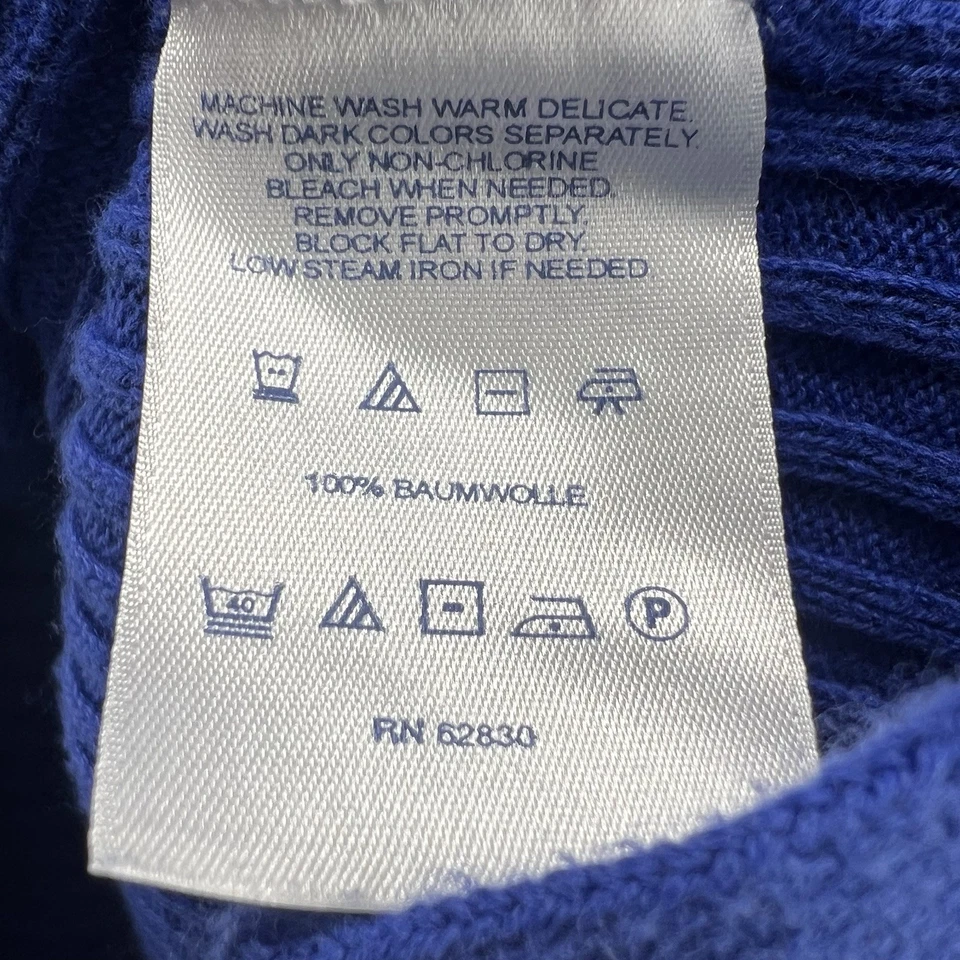 MACHINE WASH WARM DELICATE.
WASH DARK COLORS SEPARATELY.
ONLY NON-CHLORINE
BLEACH WHEN NEEDED.
REMOVE PROMPTLY.
BLOCK FLAT TO DRY.
LOW STEAM IRON IF NEEDED
100% BAUMWOLLE
40 P
RN 62830